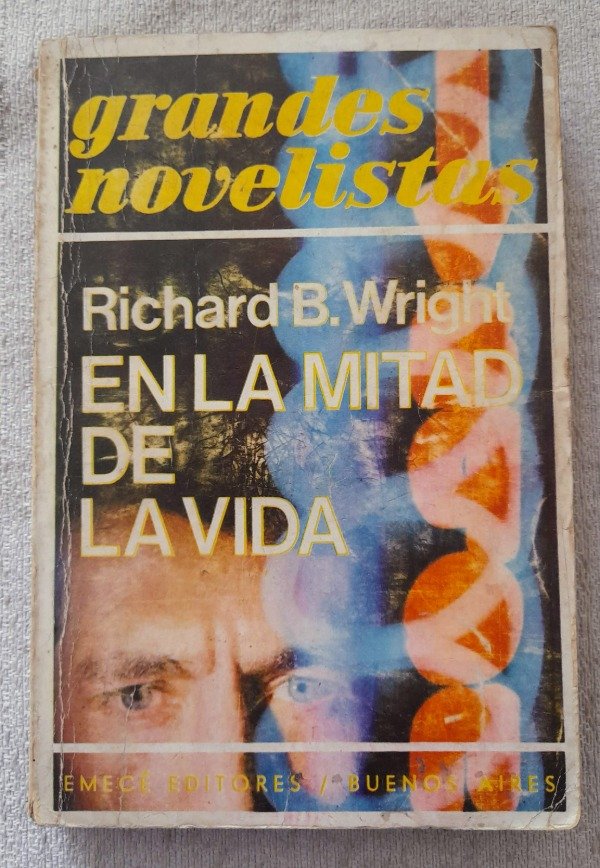 grandes
novelistas
Richard B. Wright
EN LA MITAD
DE
LA VIDA
EMECÉ EDITORES / BUENOS AIRES